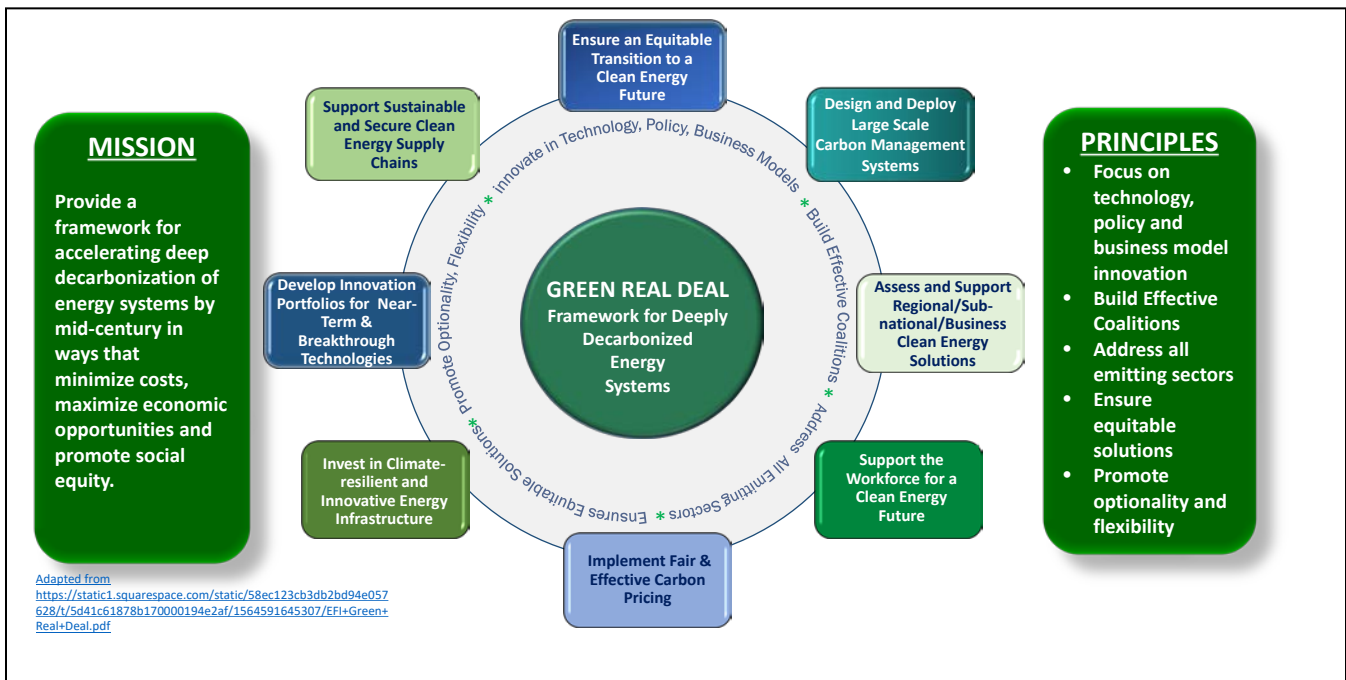 MISSION
Provide a
framework for
accelerating deep
decarbonization of
energy systems by
mid-century in
ways that
minimize costs,
maximize economic
opportunities and
promote social
equity.
Adapted from
https://static1.squarespace.com/static/58ec123cb3db2bd94e057
628/t/5d41c61878b170000194e2af/1564591645307/EFI+Green+
Real+Deal.pdf
Ensure an Equitable
Transition to a
Clean Energy
Future
Design and Deploy
Large Scale
Carbon Management
Systems
Assess and Support
Regional/Sub-
national/Business
Clean Energy
Solutions
Support the
Workforce for a
Clean Energy
Future
Implement Fair &
Effective Carbon
Pricing
Invest in Climate-
resilient and
Innovative Energy
Infrastructure
Develop Innovation
Portfolios for Near-
Term &
Breakthrough
Technologies
Support Sustainable
and Secure Clean
Energy Supply
Chains
* innovate in Technology, Policy, Business Models * Build Effective Coalitions * Address All Emitting Sectors * Ensures Equitable Solutions * Promote Optionality, Flexibility
GREEN REAL DEAL
Framework for Deeply
Decarbonized
Energy
Systems
PRINCIPLES
• Focus on
technology,
policy and
business model
innovation
• Build Effective
Coalitions
• Address all
emitting sectors
• Ensure
equitable
solutions
• Promote
optionality and
flexibility